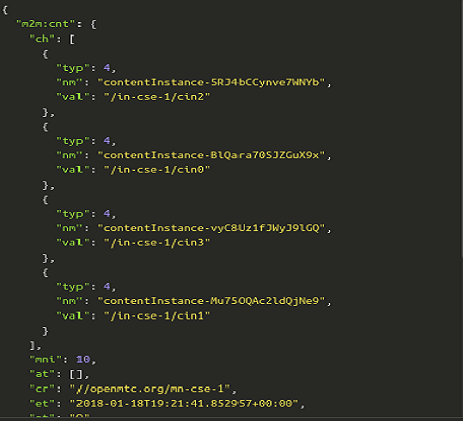 {
"m2m:cnt": {
"ch": [
{
"typ": 4,
"nm": "contentInstance-5RJ4bCCynve7WNYb",
"val": "/in-cse-1/cin2"
},
{
"typ": 4,
"nm": "contentInstance-BlQara70SJZGuX9x",
"val": "/in-cse-1/cin0"
},
{
"typ": 4,
"nm": "contentInstance-vyC8Uz1fJWyJ9lGQ",
"val": "/in-cse-1/cin3"
},
{
"typ": 4,
"nm": "contentInstance-Mu75OQAc2ldQjNe9",
"val": "/in-cse-1/cin1"
}
],
"mni": 10,
"at": [],
"cr": "//openmtc.org/mn-cse-1",
"et": "2018-01-18T19:21:41.852957+00:00",